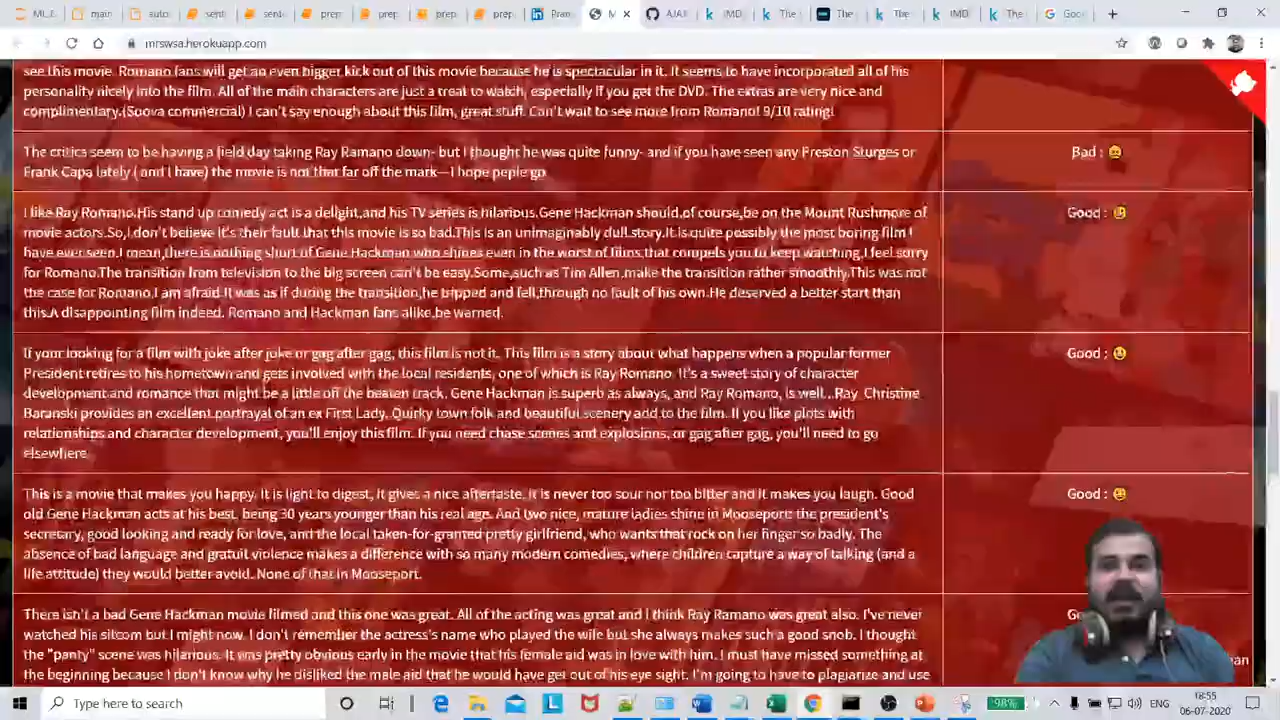 ML
auto
senti
senti
prep
prep
prep
Fran
M
AJAI
IMD
The
The
The
IMD
The
Goo
mrswsa.herokuapp.com
see this movie. Romano fans will get an even bigger kick out of this movie because he is spectacular in it. It seems to have incorporated all of his
personality nicely into the film. All of the main characters are just a treat to watch, especially if you get the DVD. The extras are very nice and
complimentary.(Soova commercial) I can't say enough about this film, great stuff. Can't wait to see more from Romano! 9/10 rating!
The critics seem to be having a field day taking Ray Ramano down- but I thought he was quite funny- and if you have seen any Preston Sturges or
Frank Capa lately ( and I have) the movie is not that far off the mark—I hope peple go
Bad :
I like Ray Romano.His stand up comedy act is a delight,and his TV series is hilarious.Gene Hackman should,of course,be on the Mount Rushmore of
movie actors.So,I don't believe it's their fault that this movie is so bad.This is an unimaginably dull story.It is quite possibly the most boring film I
have ever seen.I mean,there is nothing short of Gene Hackman who shines even in the worst of films that compels you to keep watching.I feel sorry
for Romano.The transition from television to the big screen can't be easy.Some,such as Tim Allen,make the transition rather smoothly.This was not
the case for Romano,I am afraid.It was as if during the transition,he tripped and fell,through no fault of his own.He deserved a better start than
this.A disappointing film indeed. Romano and Hackman fans alike,be warned.
Good :
If your looking for a film with joke after joke or gag after gag, this film is not it. This film is a story about what happens when a popular former
President retires to his hometown and gets involved with the local residents, one of which is Ray Romano. It's a sweet story of character
development and romance that might be a little off the beaten track. Gene Hackman is superb as always, and Ray Romano, is well...Ray. Christine
Baranski provides an excellent portrayal of an ex First Lady. Quirky town folk and beautiful scenery add to the film. If you like plots with
relationships and character development, you'll enjoy this film. If you need chase scenes and explosions, or gag after gag, you'll need to go
elsewhere.
Good :
This is a movie that makes you happy. It is light to digest, it gives a nice aftertaste. It is never too sour nor too bitter and it makes you laugh. Good
old Gene Hackman acts at his best, being 30 years younger than his real age. And two nice, mature ladies shine in Mooseport: the president's
secretary, good looking and ready for love, and the local taken-for-granted pretty girlfriend, who wants that rock on her finger so badly. The
absence of bad language and gratuit violence makes a difference with so many modern comedies, where children capture a way of talking (and a
life attitude) they would better avoid. None of that in Mooseport.
Good :
There isn't a bad Gene Hackman movie filmed and this one was great. All of the acting was great and I think Ray Ramano was great also. I've never
watched his sitcom but I might now. I don't remember the actress's name who played the wife but she always makes such a good snob. I thought
the "panty" scene was hilarious. It was pretty obvious early in the movie that his female aid was in love with him. I must have missed something at
the beginning because I don't know why he disliked the male aid that he would have get out of his eye sight. I'm going to have to plagiarize and use
Type here to search
98%
ENG
18:55
06-07-2020